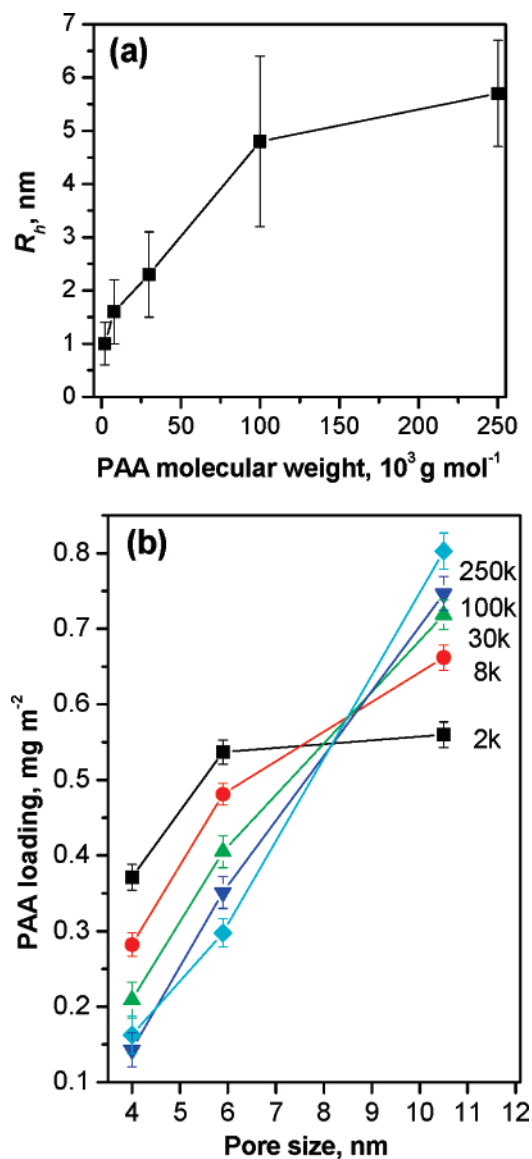 (a)
7
6
5
4
3
2
1
0
R_h, nm
0 50 100 150 200 250
PAA molecular weight, 10³ g mol⁻¹
(b)
0.8
0.7
0.6
0.5
0.4
0.3
0.2
0.1
PAA loading, mg m⁻²
250k
100k
30k
8k
2k
4 5 6 7 8 9 10 11 12
Pore size, nm